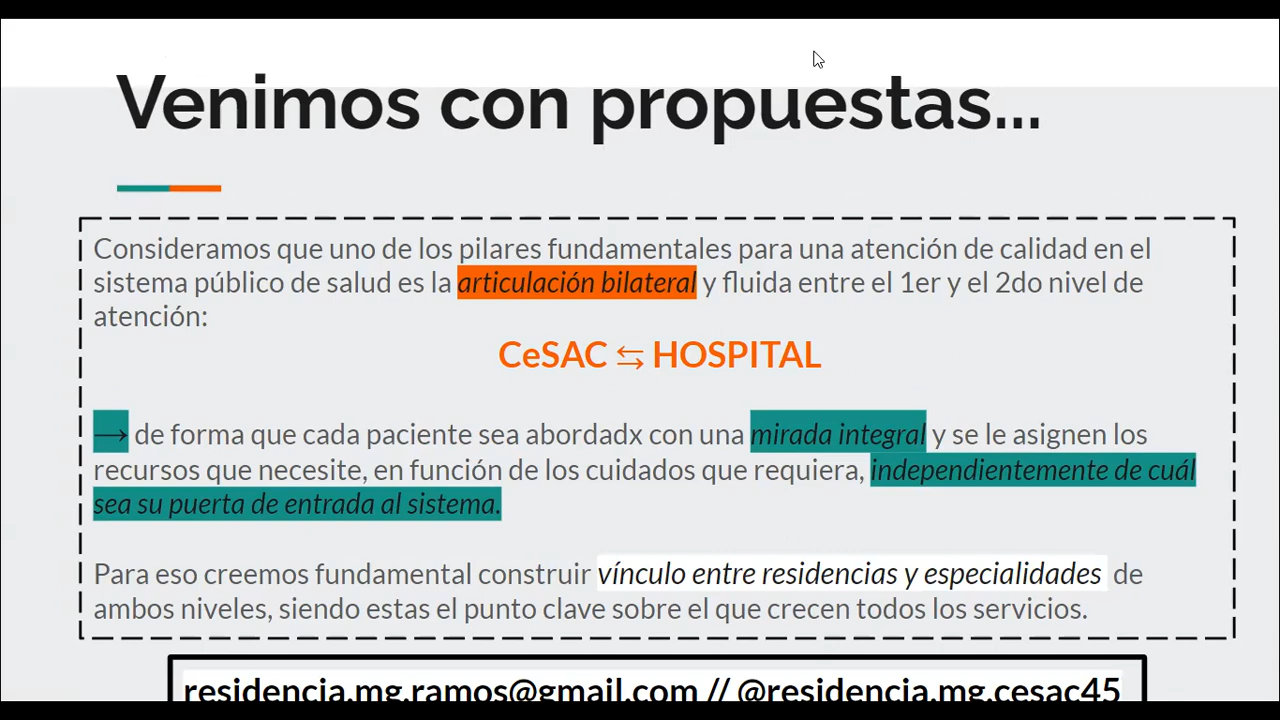 Venimos con propuestas...
Consideramos que uno de los pilares fundamentales para una atención de calidad en el
sistema público de salud es la articulación bilateral y fluida entre el 1er y el 2do nivel de
atención:
CeSAC ⇆ HOSPITAL
→ de forma que cada paciente sea abordadx con una mirada integral y se le asignen los
recursos que necesite, en función de los cuidados que requiera, independientemente de cuál
sea su puerta de entrada al sistema.
Para eso creemos fundamental construir vínculo entre residencias y especialidades de
ambos niveles, siendo estas el punto clave sobre el que crecen todos los servicios.
residencia.mg.ramos@gmail.com // @residencia.mg.cesac45